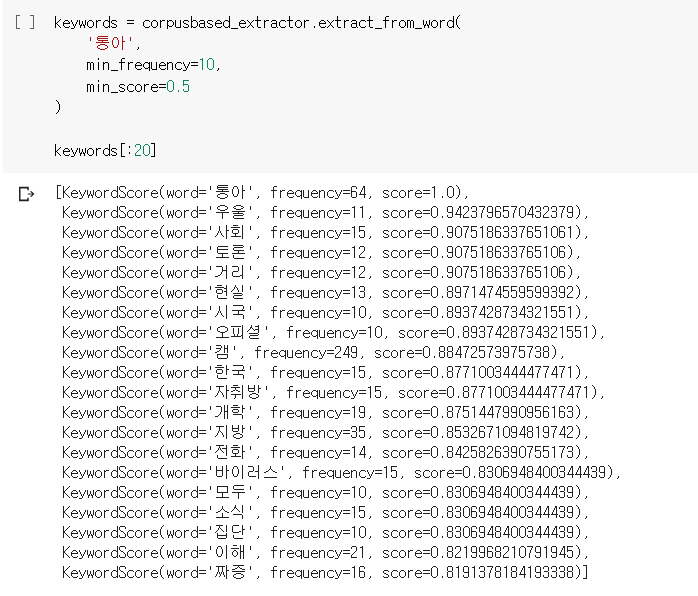 [ ] keywords = corpusbased_extractor.extract_from_word(
'통아',
min_frequency=10,
min_score=0.5
)
keywords[:20]
[KeywordScore(word='통아', frequency=64, score=1.0),
KeywordScore(word='우울', frequency=11, score=0.9423796570432379),
KeywordScore(word='사회', frequency=15, score=0.9075186337651061),
KeywordScore(word='토론', frequency=12, score=0.907518633765106),
KeywordScore(word='거리', frequency=12, score=0.907518633765106),
KeywordScore(word='현실', frequency=13, score=0.8971474559599392),
KeywordScore(word='시국', frequency=10, score=0.8937428734321551),
KeywordScore(word='오피셜', frequency=10, score=0.8937428734321551),
KeywordScore(word='캠', frequency=249, score=0.88472573975738),
KeywordScore(word='한국', frequency=15, score=0.8771003444477471),
KeywordScore(word='자취방', frequency=15, score=0.8771003444477471),
KeywordScore(word='개학', frequency=19, score=0.8751447990956163),
KeywordScore(word='지방', frequency=35, score=0.8532671094819742),
KeywordScore(word='전화', frequency=14, score=0.8425826390755173),
KeywordScore(word='바이러스', frequency=15, score=0.8306948400344439),
KeywordScore(word='모두', frequency=10, score=0.8306948400344439),
KeywordScore(word='소식', frequency=15, score=0.8306948400344439),
KeywordScore(word='집단', frequency=10, score=0.8306948400344439),
KeywordScore(word='이해', frequency=21, score=0.8219968210791945),
KeywordScore(word='짜증', frequency=16, score=0.8191378184193338)]